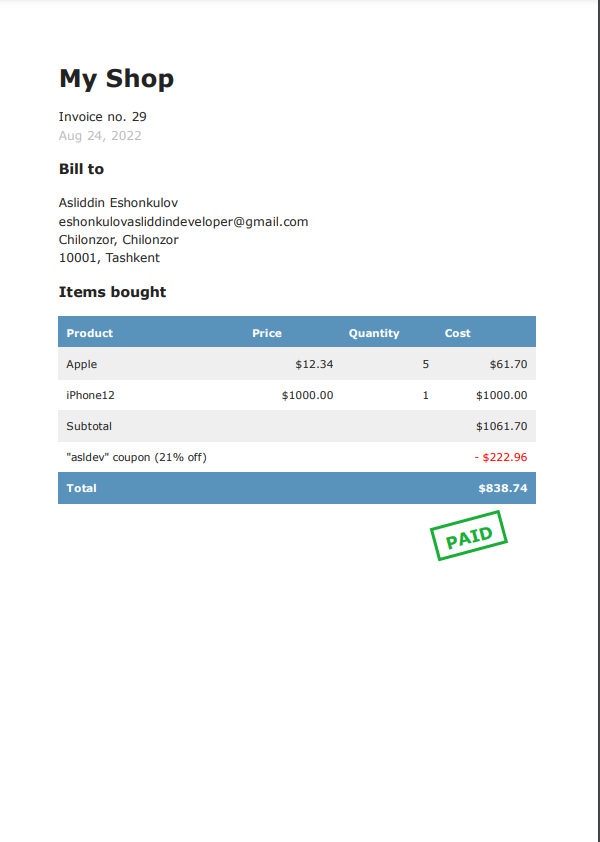 My Shop
Invoice no. 29
Aug 24, 2022
Bill to
Asliddin Eshonkulov
eshonkulovasliddindeveloper@gmail.com
Chilonzor, Chilonzor
10001, Tashkent
Items bought
Product Price Quantity Cost
Apple $12.34 5 $61.70
iPhone12 $1000.00 1 $1000.00
Subtotal $1061.70
"asldev" coupon (21% off) - $222.96
Total $838.74
PAID